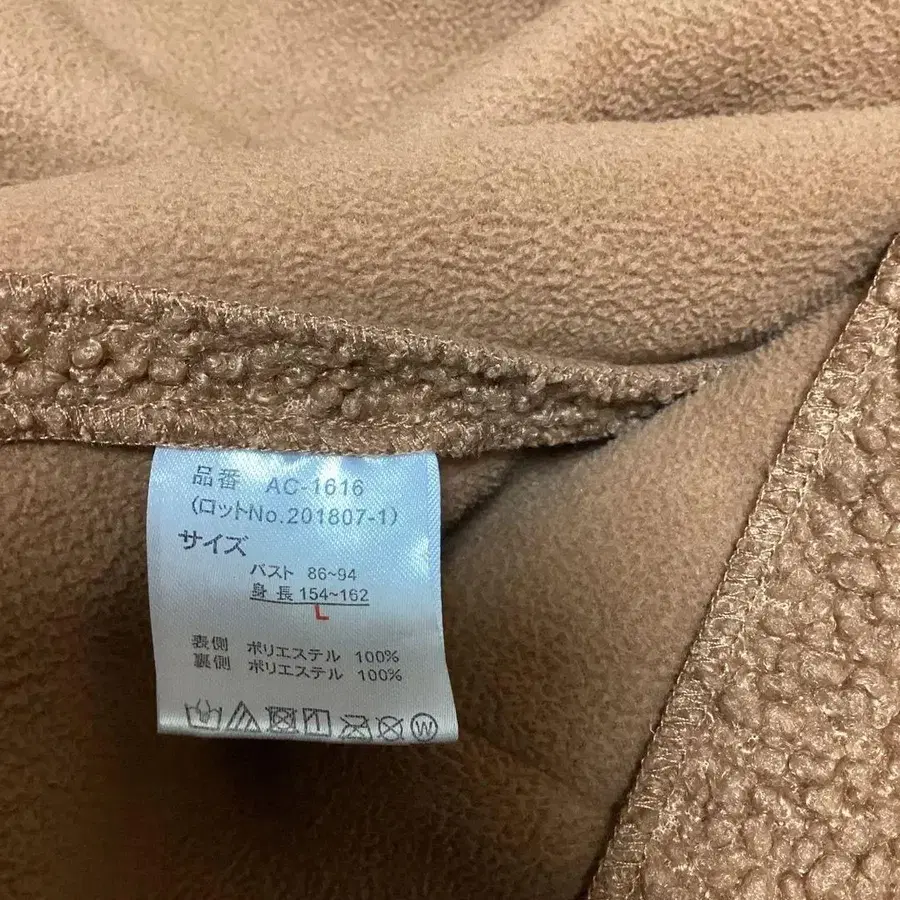 品番 AC-1616
(ロットNo.201807-1)
サイズ
バスト 86~94
身長 154~162
L
表側 ポリエステル 100%
裏側 ポリエステル 100%
W